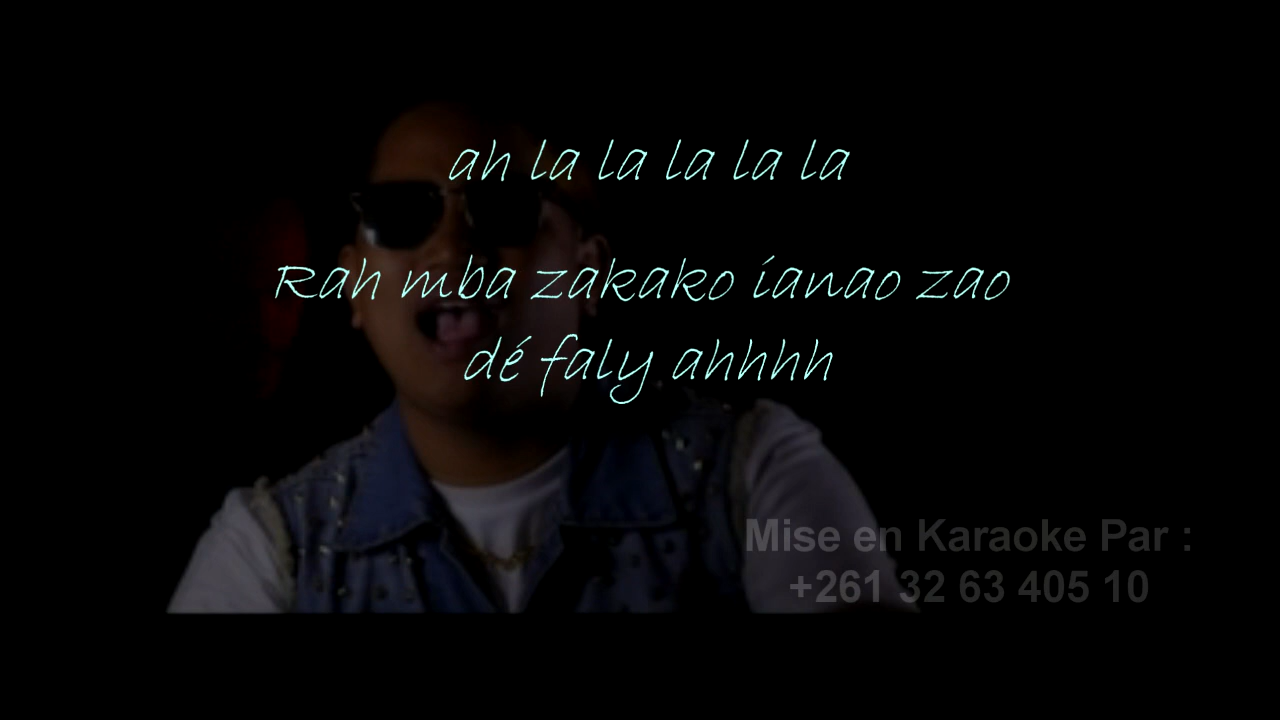 ah la la la la la
Rah mba zakako ianao zao
dé faly ahhhh
Mise en Karaoke Par :
+261 32 63 405 10